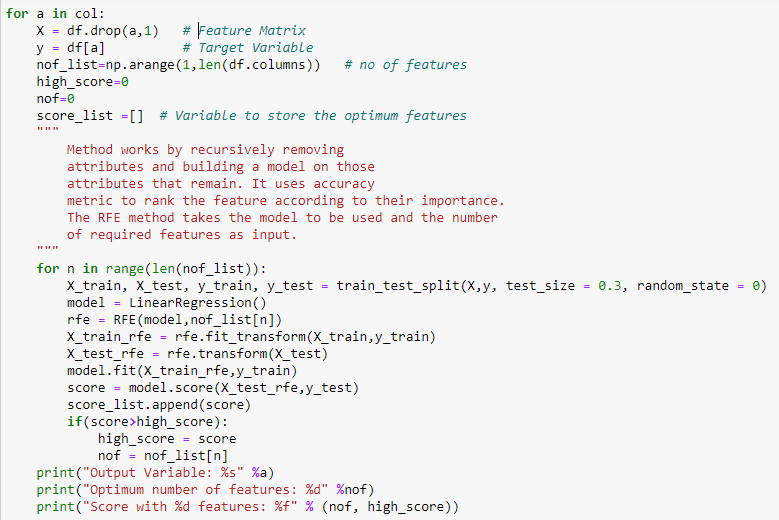 for a in col:
    X = df.drop(a,1)   # Feature Matrix
    y = df[a]          # Target Variable
    nof_list=np.arange(1,len(df.columns))   # no of features
    high_score=0
    nof=0
    score_list =[]  # Variable to store the optimum features
    """
        Method works by recursively removing
        attributes and building a model on those
        attributes that remain. It uses accuracy
        metric to rank the feature according to their importance.
        The RFE method takes the model to be used and the number
        of required features as input.
    """
    for n in range(len(nof_list)):
        X_train, X_test, y_train, y_test = train_test_split(X,y, test_size = 0.3, random_state = 0)
        model = LinearRegression()
        rfe = RFE(model,nof_list[n])
        X_train_rfe = rfe.fit_transform(X_train,y_train)
        X_test_rfe = rfe.transform(X_test)
        model.fit(X_train_rfe,y_train)
        score = model.score(X_test_rfe,y_test)
        score_list.append(score)
        if(score>high_score):
            high_score = score
            nof = nof_list[n]
    print("Output Variable: %s" %a)
    print("Optimum number of features: %d" %nof)
    print("Score with %d features: %f" % (nof, high_score))